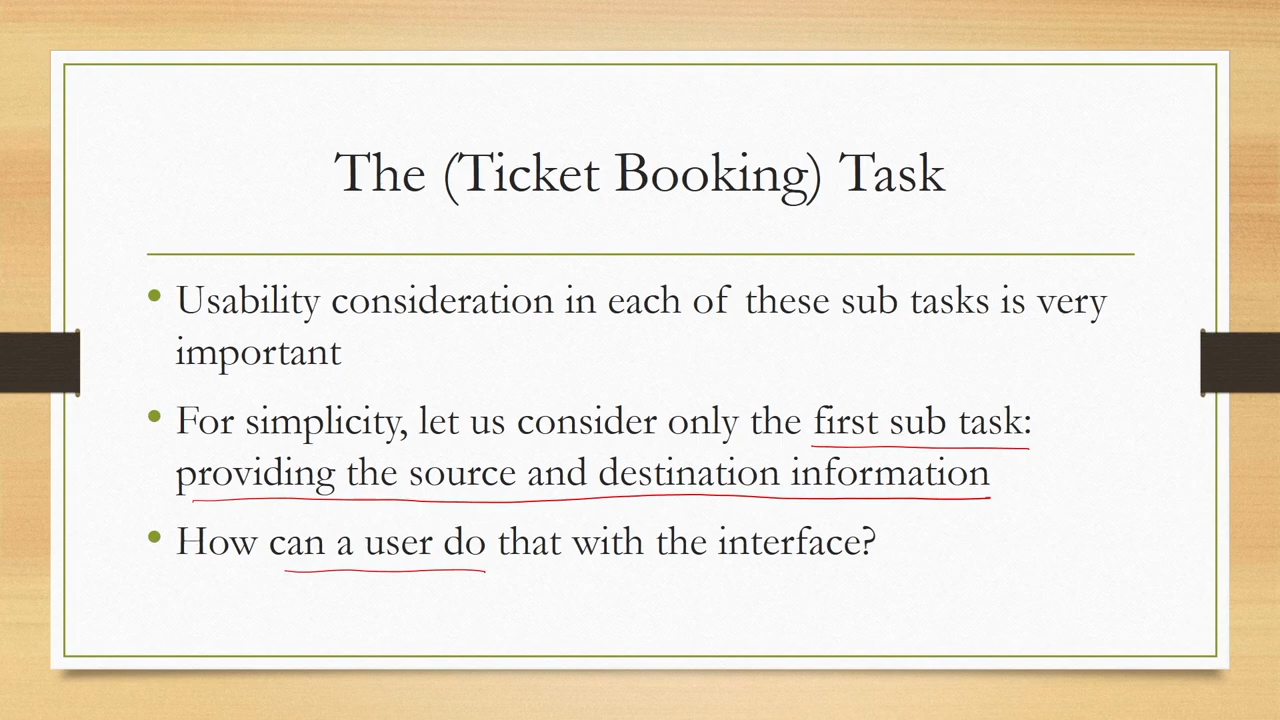 The (Ticket Booking) Task
• Usability consideration in each of these sub tasks is very
important
• For simplicity, let us consider only the first sub task:
providing the source and destination information
• How can a user do that with the interface?